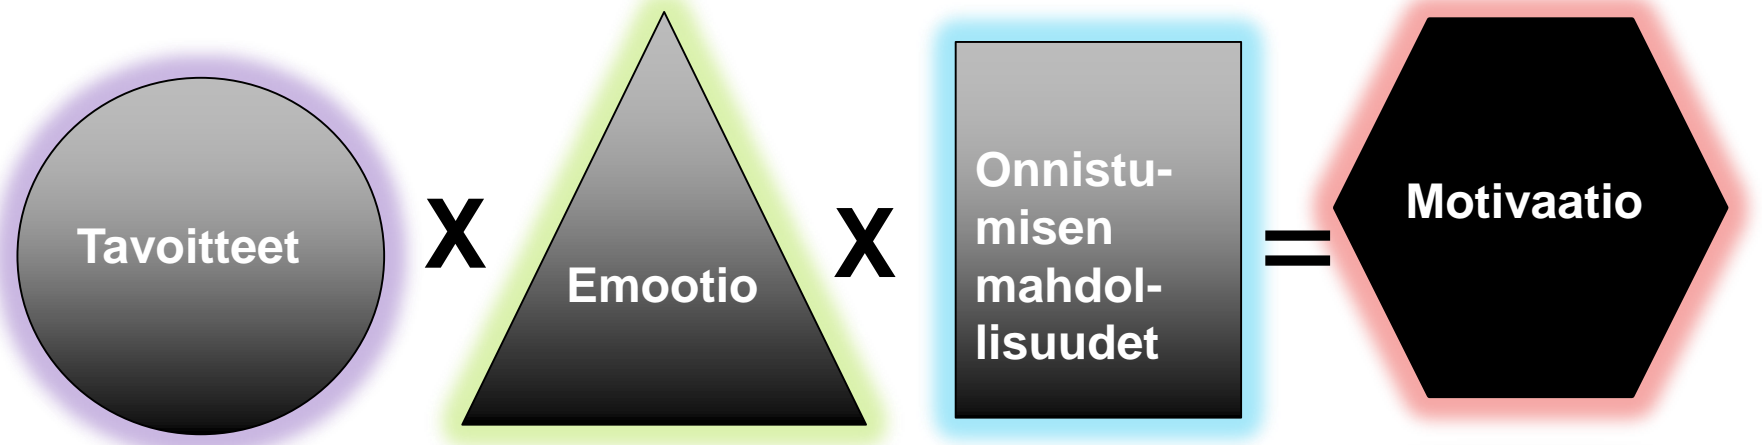 Tavoitteet
X
Emootio
X
Onnistu-
misen
mahdol-
lisuudet
=
Motivaatio